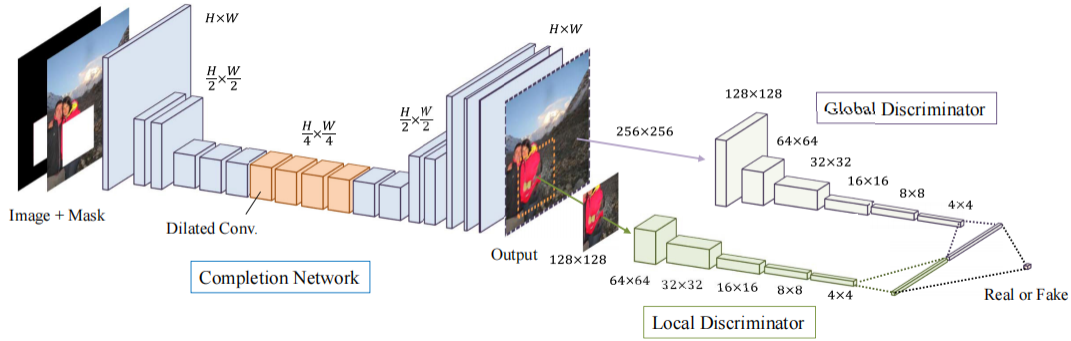 H×W
H/2×W/2
H/4×W/4
H/2×W/2
H×W
Image + Mask
Dilated Conv.
Completion Network
Output
256×256
128×128
128×128
64×64
32×32
16×16
8×8
4×4
Global Discriminator
64×64
32×32
16×16
8×8
4×4
Local Discriminator
Real or Fake